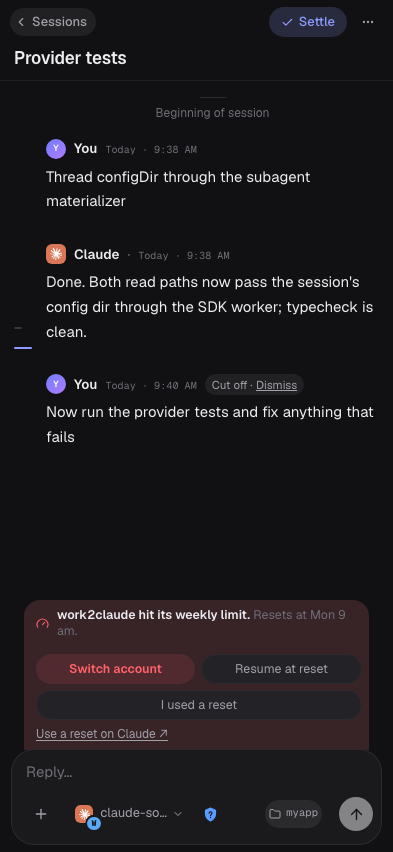 Sessions
Settle
Provider tests
Beginning of session
Y You Today · 9:38 AM
Thread configDir through the subagent
materializer
Claude · Today · 9:38 AM
Done. Both read paths now pass the session's
config dir through the SDK worker; typecheck is
clean.
Y You Today · 9:40 AM Cut off · Dismiss
Now run the provider tests and fix anything that
fails
work2claude hit its weekly limit. Resets at Mon 9
am.
Switch account
Resume at reset
I used a reset
Use a reset on Claude ↗
Reply...
W claude-so... myapp